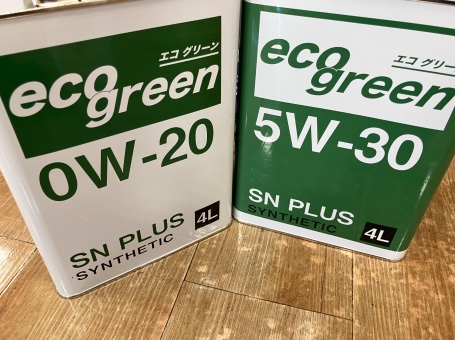 エコ グリーン
eco
green
0W-20
SN PLUS
SYNTHETIC
4L
エコ グリーン
eco
green
5W-30
SN PLUS
SYNTHETIC
4L